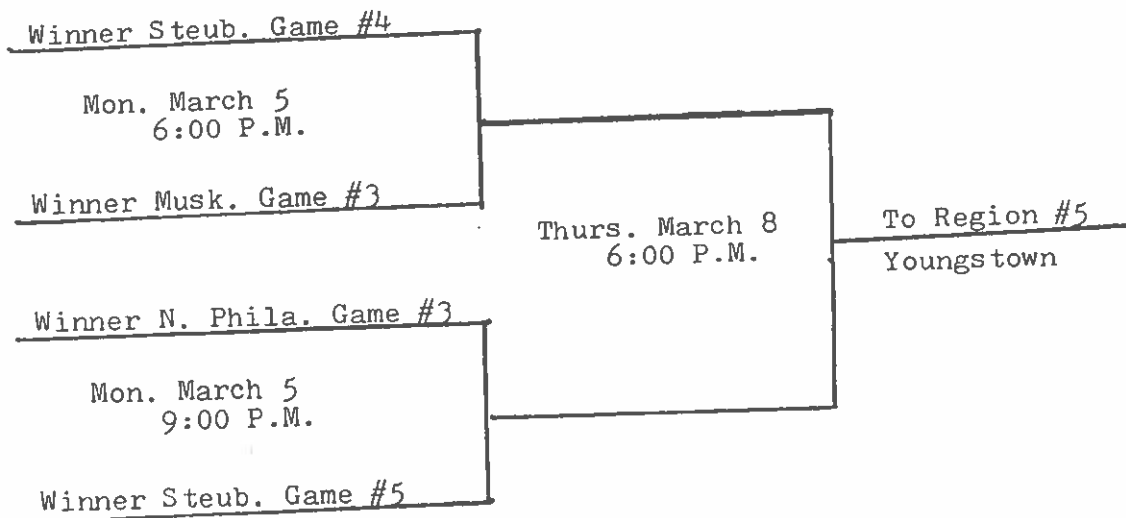 Winner Steub. Game #4
Mon. March 5
6:00 P.M.
Winner Musk. Game #3
Thurs. March 8
6:00 P.M.
To Region #5
Youngstown
Winner N. Phila. Game #3
Mon. March 5
9:00 P.M.
Winner Steub. Game #5